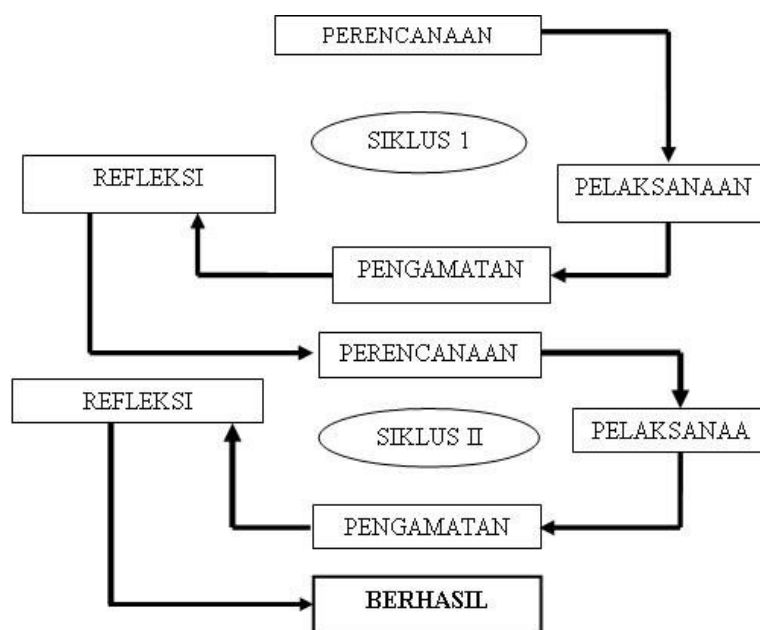 PERENCANAAN
SIKLUS 1
REFLEKSI
PELAKSANAAN
PENGAMATAN
PERENCANAAN
REFLEKSI
SIKLUS II
PELAKSANAA
PENGAMATAN
BERHASIL